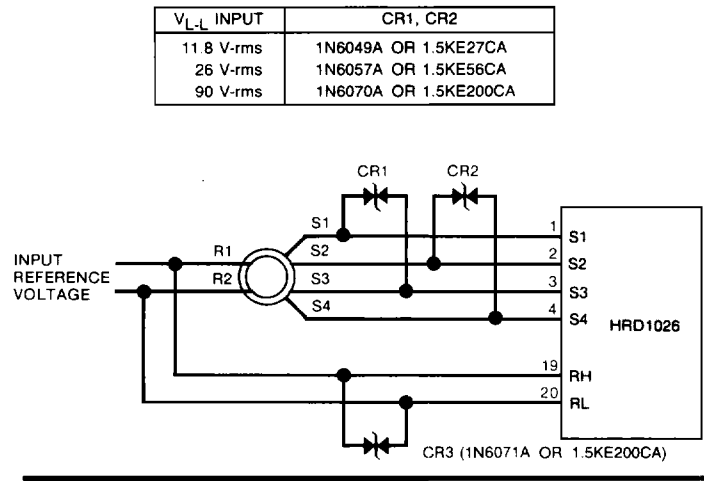 V_L-L INPUT CR1, CR2
11.8 V-rms 1N6049A OR 1.5KE27CA
26 V-rms 1N6057A OR 1.5KE56CA
90 V-rms 1N6070A OR 1.5KE200CA
CR1 CR2
S1 1 S1
R1 S2 2 S2
INPUT
REFERENCE
VOLTAGE
R2 S3 3 S3
S4 4 S4
HRD1026
19 RH
20 RL
CR3 (1N6071A OR 1.5KE200CA)